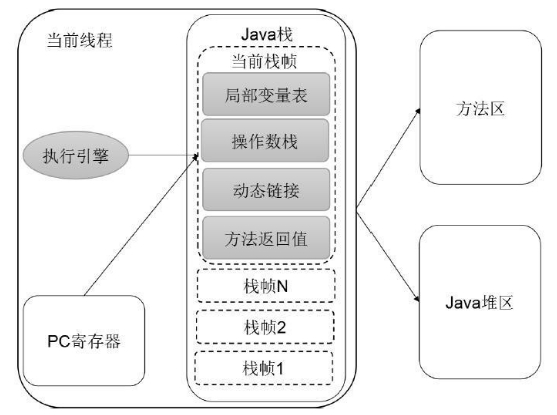 当前线程
Java栈
当前栈帧
局部变量表
操作数栈
动态链接
方法返回值
栈帧N
栈帧2
栈帧1
执行引擎
PC寄存器
方法区
Java堆区